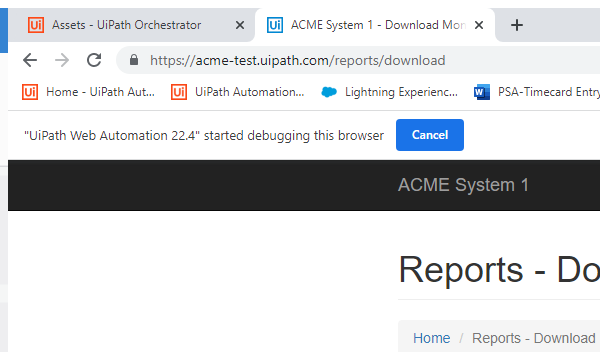 Ui Assets - UiPath Orchestrator
Ui ACME System 1 - Download Mon
https://acme-test.uipath.com/reports/download
Ui Home - UiPath Aut...
Ui UiPath Automation...
Lightning Experienc...
W PSA-Timecard Entry
"UiPath Web Automation 22.4" started debugging this browser
Cancel
ACME System 1
Reports - Do
Home / Reports - Download